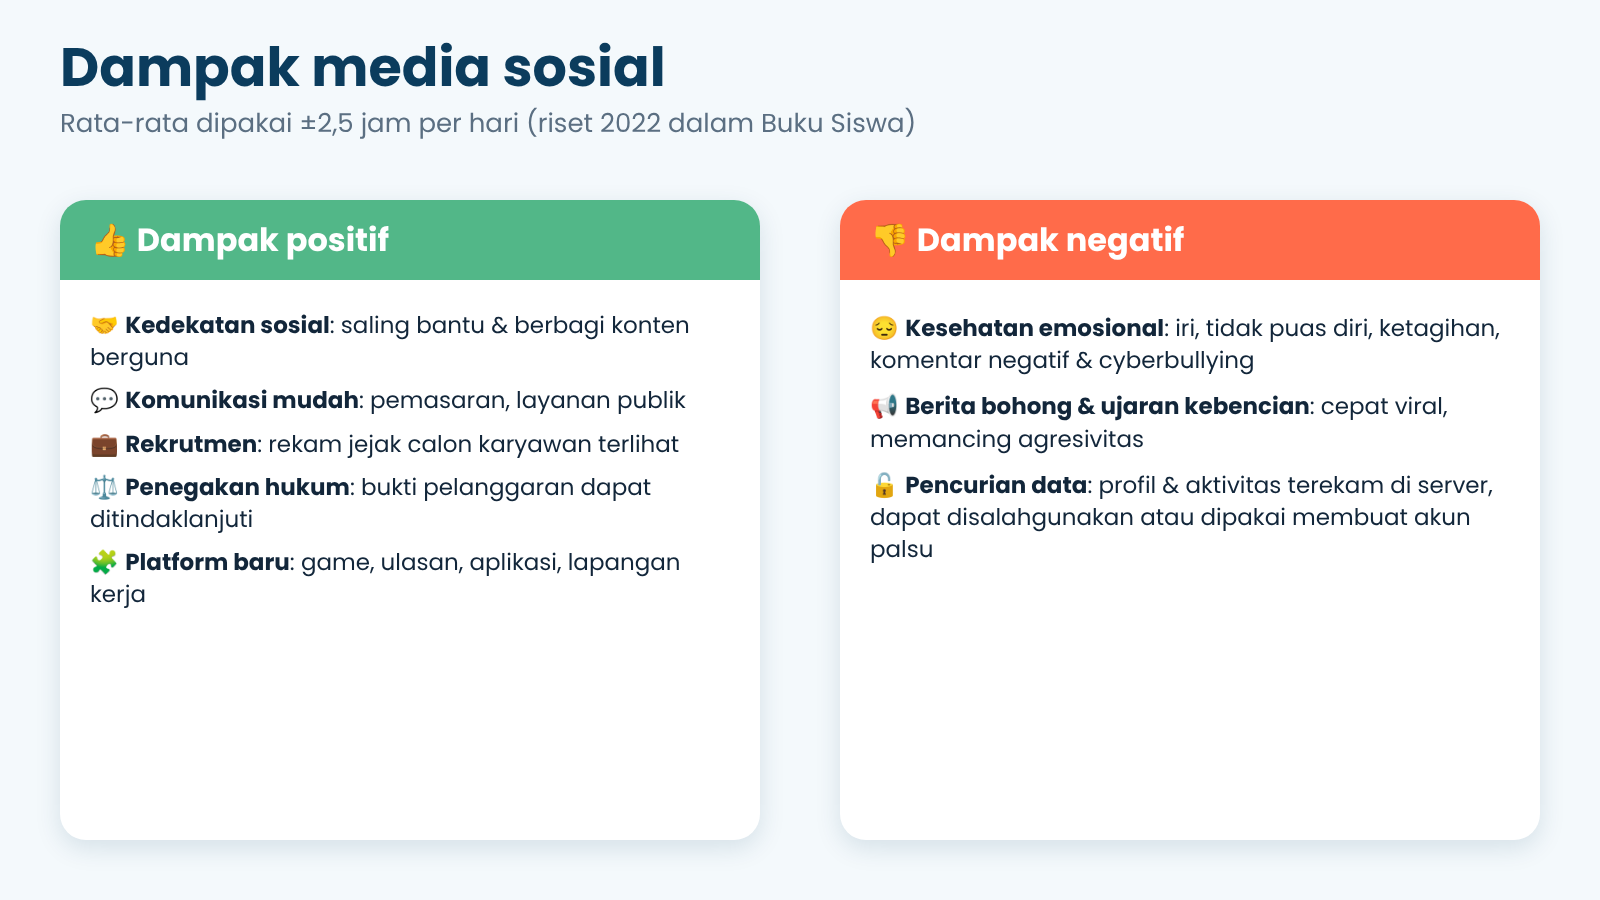 Dampak media sosial
Rata-rata dipakai ±2,5 jam per hari (riset 2022 dalam Buku Siswa)
👍 Dampak positif
🤝 Kedekatan sosial: saling bantu & berbagi konten
berguna
💬 Komunikasi mudah: pemasaran, layanan publik
💼 Rekrutmen: rekam jejak calon karyawan terlihat
⚖️ Penegakan hukum: bukti pelanggaran dapat
ditindaklanjuti
🧩 Platform baru: game, ulasan, aplikasi, lapangan
kerja
👎 Dampak negatif
😔 Kesehatan emosional: iri, tidak puas diri, ketagihan,
komentar negatif & cyberbullying
📢 Berita bohong & ujaran kebencian: cepat viral,
memancing agresivitas
🔓 Pencurian data: profil & aktivitas terekam di server,
dapat disalahgunakan atau dipakai membuat akun
palsu